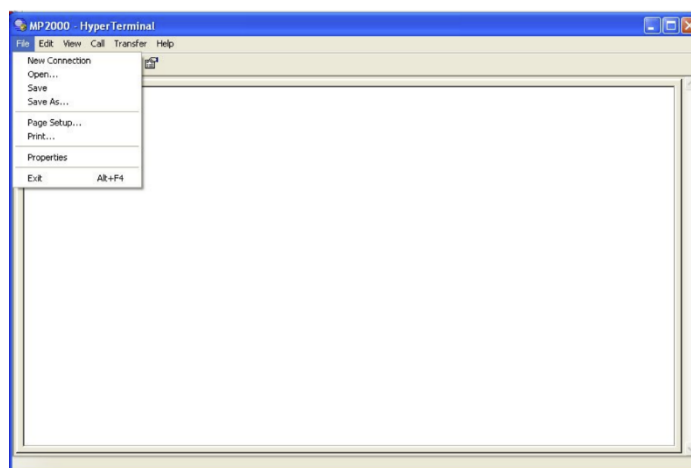 MP2000 - HyperTerminal
File Edit View Call Transfer Help
New Connection
Open...
Save
Save As...
Page Setup...
Print...
Properties
Exit Alt+F4